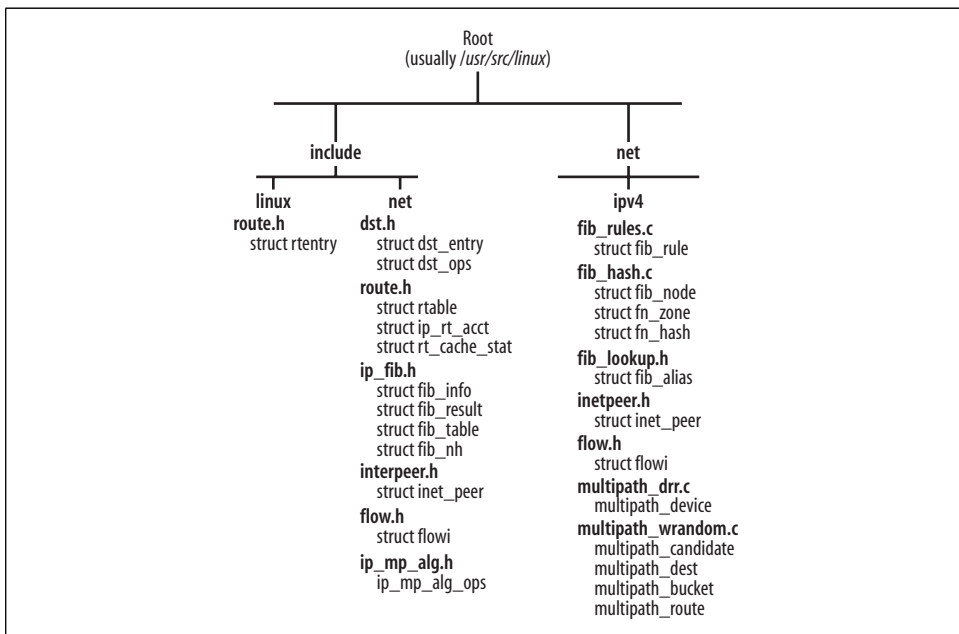 Root
(usually /usr/src/linux)
include
net
linux
route.h
struct rtentry
net
dst.h
struct dst_entry
struct dst_ops
route.h
struct rtable
struct ip_rt_acct
struct rt_cache_stat
ip_fib.h
struct fib_info
struct fib_result
struct fib_table
struct fib_nh
interpeer.h
struct inet_peer
flow.h
struct flowi
ip_mp_alg.h
ip_mp_alg_ops
ipv4
fib_rules.c
struct fib_rule
fib_hash.c
struct fib_node
struct fn_zone
struct fn_hash
fib_lookup.h
struct fib_alias
inetpeer.h
struct inet_peer
flow.h
struct flowi
multipath_drr.c
multipath_device
multipath_wrandom.c
multipath_candidate
multipath_dest
multipath_bucket
multipath_route